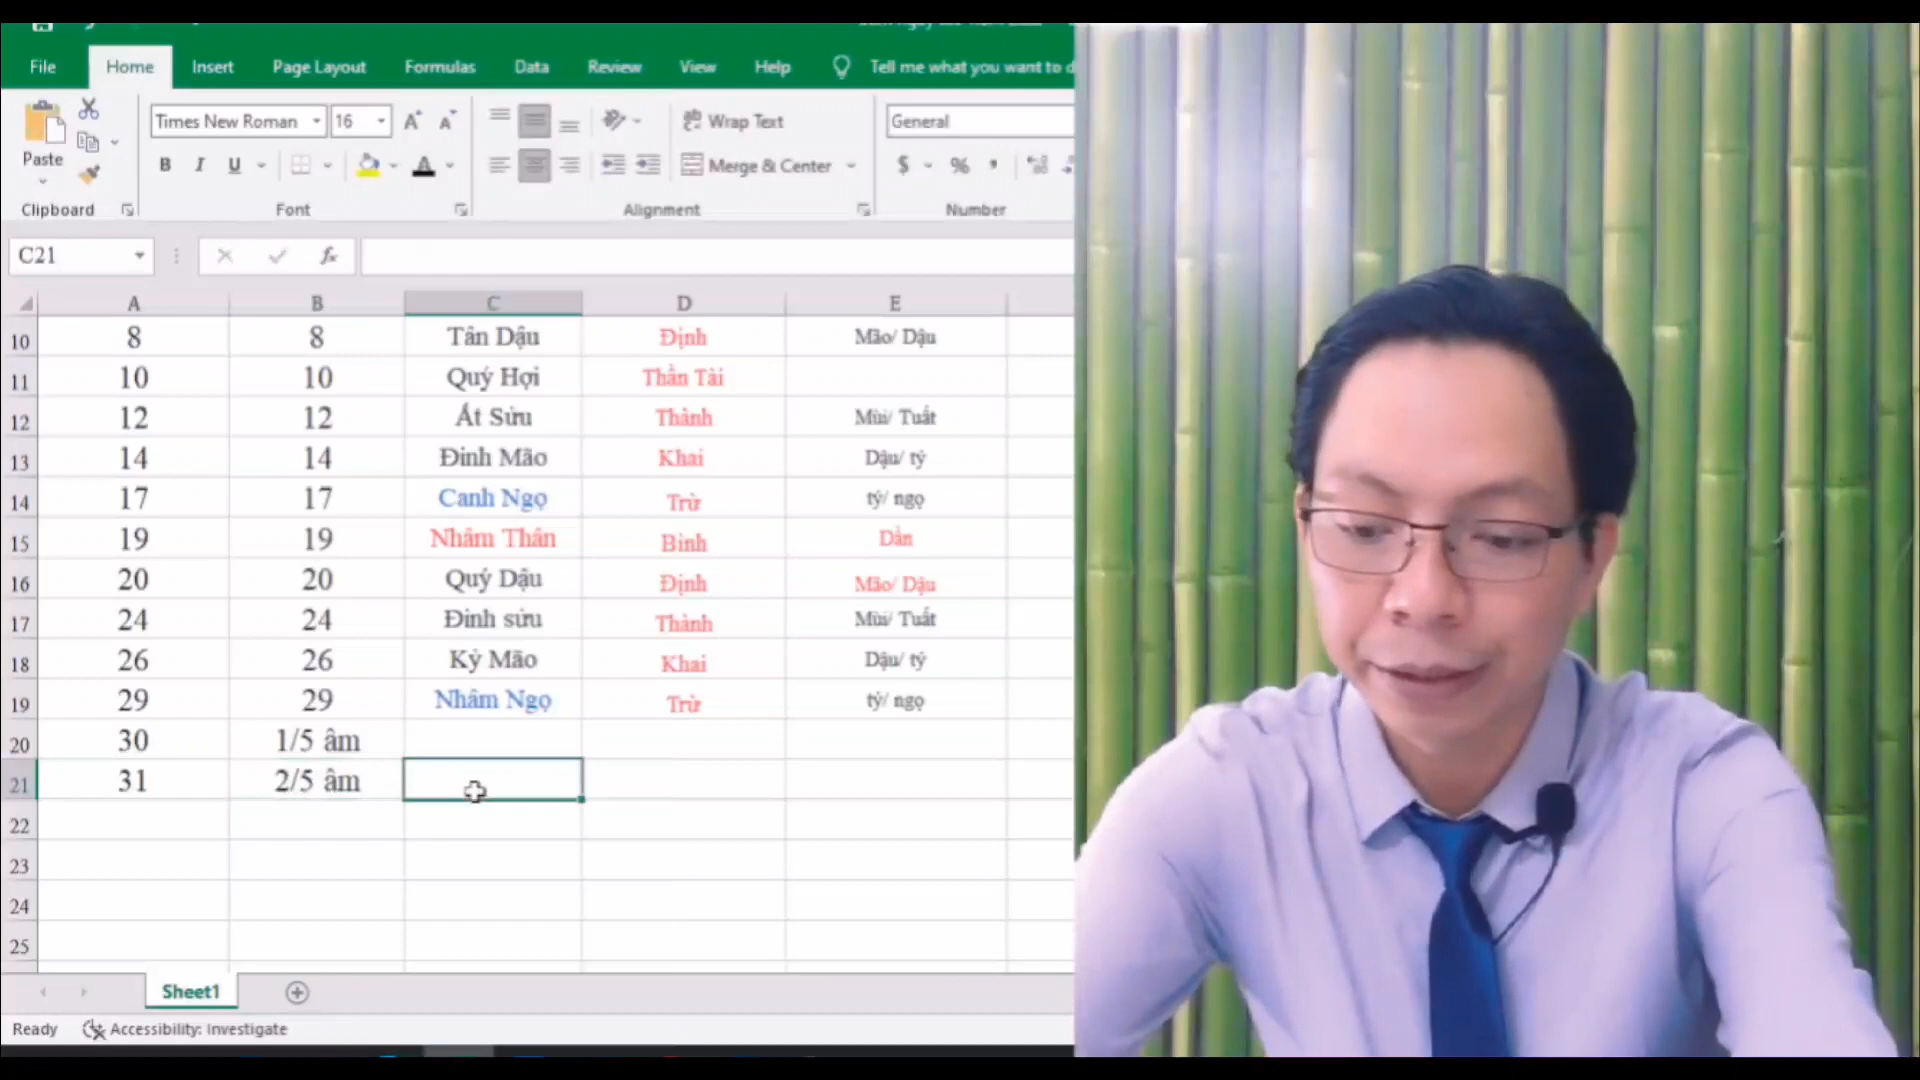 File Home Insert Page Layout Formulas Data Review View Help Tell me what you want to d
Paste
Times New Roman 16
Wrap Text
General
B I U
Merge & Center
$ %
Clipboard Font Alignment Number
C21 fx
A B C D E
10 8 8 Tân Dậu Định Mão/ Dậu
11 10 10 Quý Hợi Thần Tài
12 12 12 Ất Sửu Thành Mùi/ Tuất
13 14 14 Đinh Mão Khai Dậu/ tý
14 17 17 Canh Ngọ Trừ tý/ ngọ
15 19 19 Nhâm Thân Bình Dần
16 20 20 Quý Dậu Định Mão/ Dậu
17 24 24 Đinh sửu Thành Mùi/ Tuất
18 26 26 Kỷ Mão Khai Dậu/ tý
19 29 29 Nhâm Ngọ Trừ tý/ ngọ
20 30 1/5 âm
21 31 2/5 âm
22
23
24
25
Sheet1
Ready Accessibility: Investigate